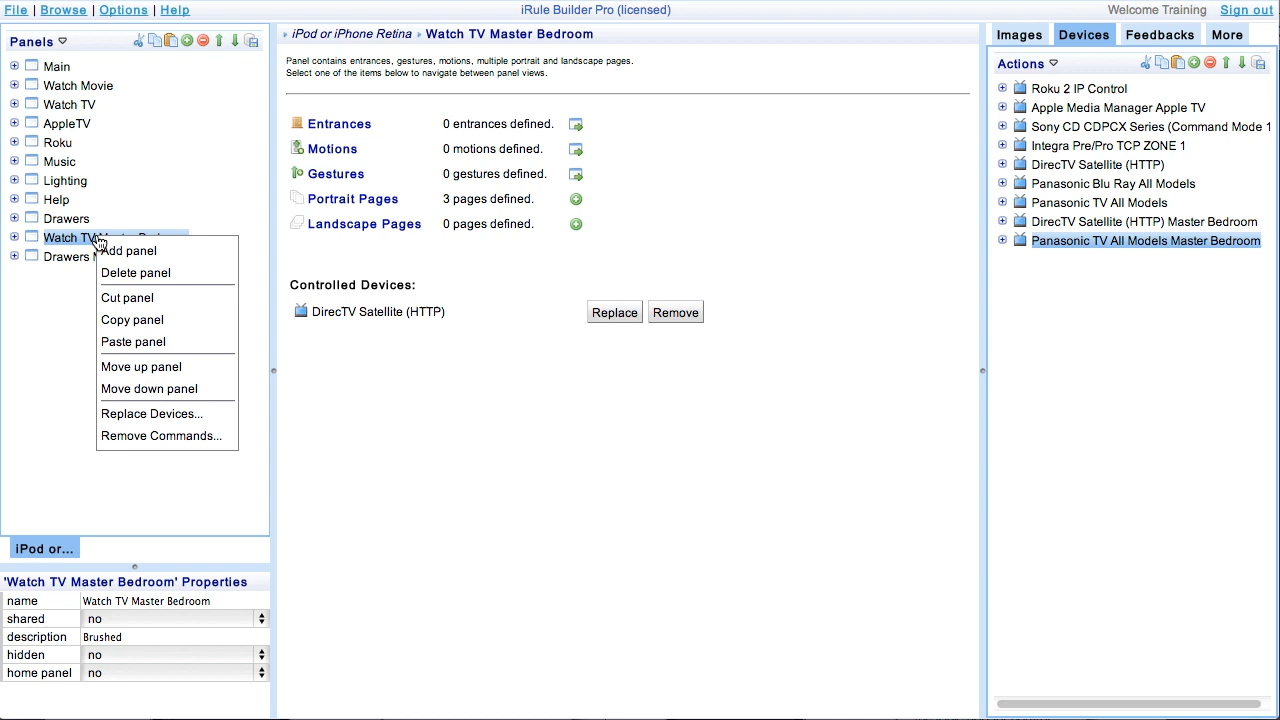 File | Browse | Options | Help
iRule Builder Pro (licensed)
Welcome Training Sign out
Panels
Main
Watch Movie
Watch TV
AppleTV
Roku
Music
Lighting
Help
Drawers
Watch TV
Drawers
Add panel
Delete panel
Cut panel
Copy panel
Paste panel
Move up panel
Move down panel
Replace Devices...
Remove Commands...
iPod or...
'Watch TV Master Bedroom' Properties
name Watch TV Master Bedroom
shared no
description Brushed
hidden no
home panel no
iPod or iPhone Retina Watch TV Master Bedroom
Panel contains entrances, gestures, motions, multiple portrait and landscape pages.
Select one of the items below to navigate between panel views.
Entrances 0 entrances defined.
Motions 0 motions defined.
Gestures 0 gestures defined.
Portrait Pages 3 pages defined.
Landscape Pages 0 pages defined.
Controlled Devices:
DirecTV Satellite (HTTP) Replace Remove
Images Devices Feedbacks More
Actions
Roku 2 IP Control
Apple Media Manager Apple TV
Sony CD CDPCX Series (Command Mode 1
Integra Pre/Pro TCP ZONE 1
DirecTV Satellite (HTTP)
Panasonic Blu Ray All Models
Panasonic TV All Models
DirecTV Satellite (HTTP) Master Bedroom
Panasonic TV All Models Master Bedroom